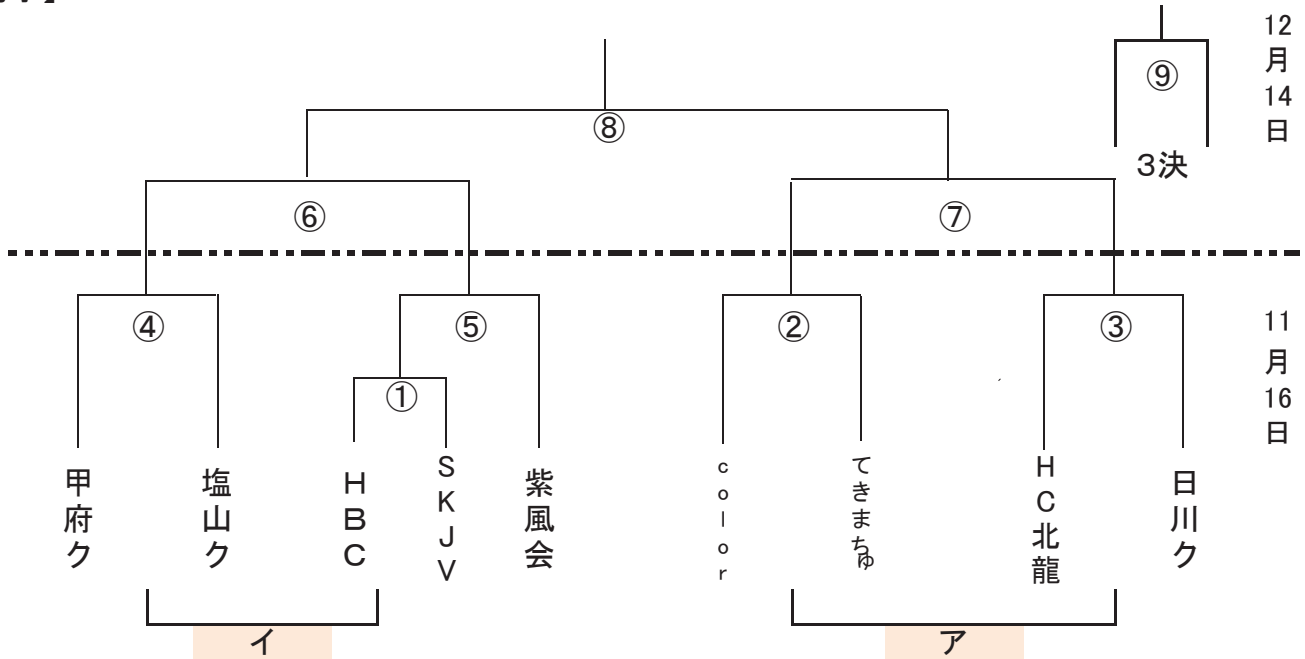 12月14日
⑨
3決
⑧
⑥
⑦
④
⑤
②
③
①
11月16日
甲府ク
塩山ク
HBC
SKJV
紫風会
color
てきまちゅ
HC北龍
日川ク
イ
ア